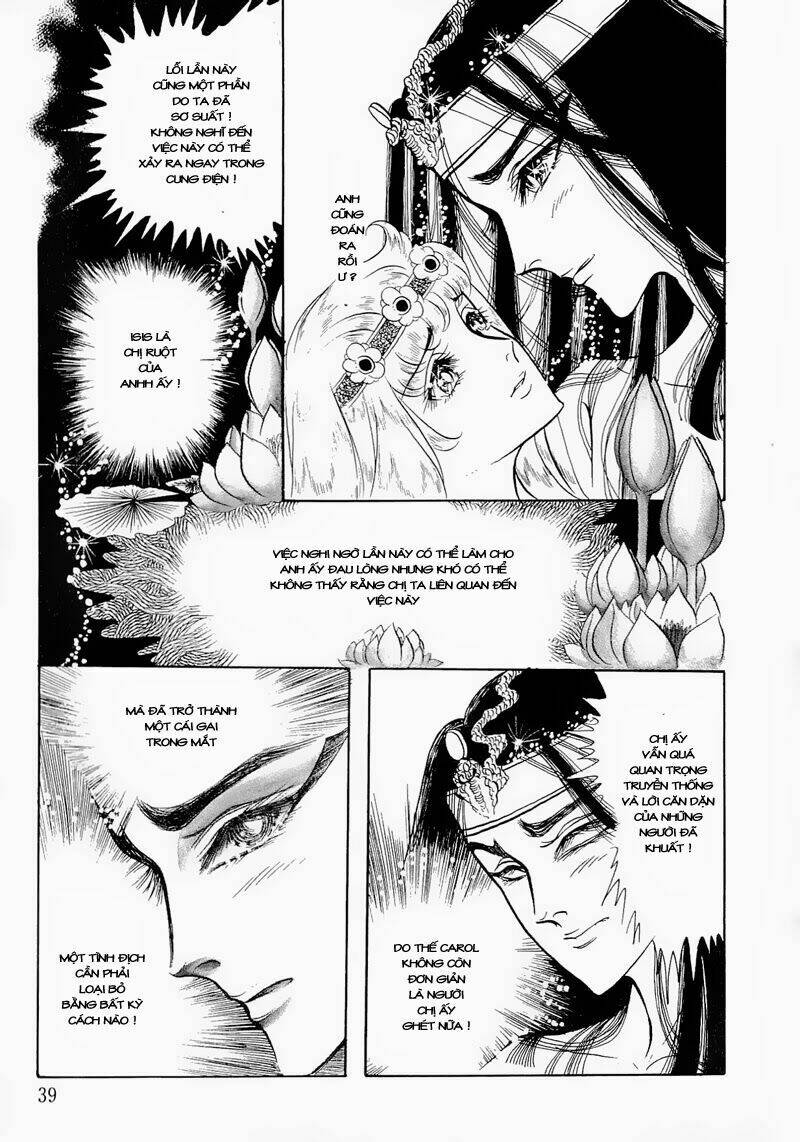 LỖI LẦN NÀY
CŨNG MỘT PHẦN
DO TA ĐÃ
SƠ SUẤT !
KHÔNG NGHĨ ĐẾN
VIỆC NÀY CÓ THỂ
XẢY RA NGAY TRONG
CUNG ĐIỆN !
ANH
CŨNG
ĐOÁN
RA
RỒI
Ư ?
ISIS LÀ
CHỊ RUỘT
CỦA
ANHH ẤY !
VIỆC NGHI NGỜ LẦN NÀY CÓ THỂ LÀM CHO
ANH ẤY ĐAU LÒNG NHƯNG KHÓ CÓ THỂ
KHÔNG THẤY RẰNG CHỊ TA LIÊN QUAN ĐẾN
VIỆC NÀY
CHỊ ẤY
VẪN QUÁ
QUAN TRỌNG
TRUYỀN THỐNG
VÀ LỜI CĂN DẶN
CỦA NHỮNG
NGƯỜI ĐÃ
KHUẤT !
DO THẾ CAROL
KHÔNG CÒN
ĐƠN GIẢN
LÀ NGƯỜI
CHỊ ẤY
GHÉT NỮA !
MÀ ĐÃ TRỞ THÀNH
MỘT CÁI GAI
TRONG MẮT
MỘT TÌNH ĐỊCH
CẦN PHẢI
LOẠI BỎ
BẰNG BẤT KỲ
CÁCH NÀO !
39